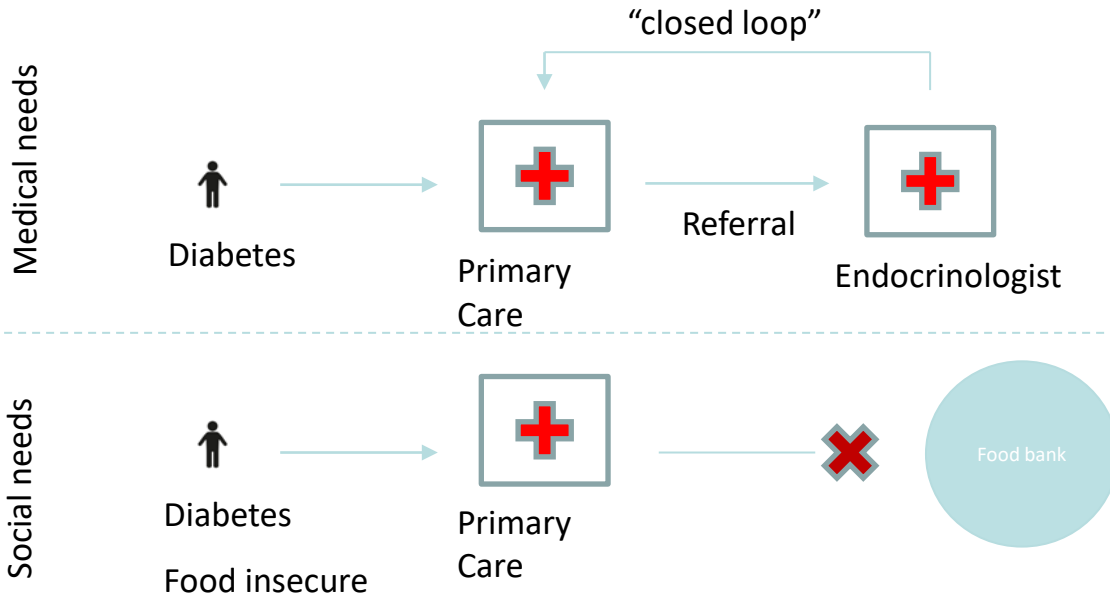 “closed loop”
Medical needs
Diabetes
Primary
Care
Referral
Endocrinologist
Social needs
Diabetes
Food insecure
Primary
Care
Food bank